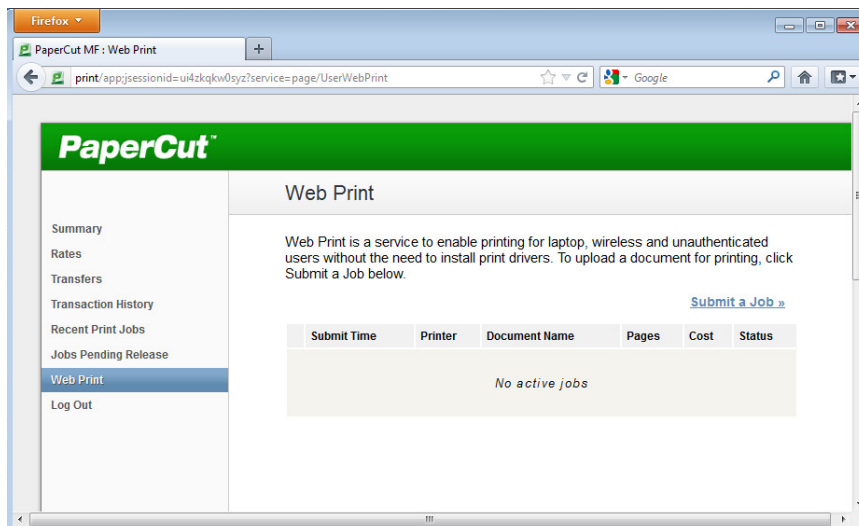 Firefox
PaperCut MF : Web Print
print/app;jsessionid=ui4zkqkw0syz?service=page/UserWebPrint
Google
PaperCut™
Web Print
Summary
Rates
Transfers
Transaction History
Recent Print Jobs
Jobs Pending Release
Web Print
Log Out
Web Print is a service to enable printing for laptop, wireless and unauthenticated
users without the need to install print drivers. To upload a document for printing, click
Submit a Job below.
Submit a Job »
Submit Time Printer Document Name Pages Cost Status
No active jobs